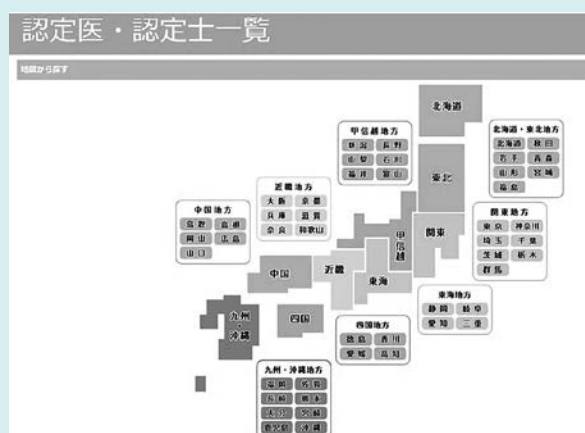 認定医・認定士一覧
地図から探す
北海道
甲信越地方
新潟 長野
山梨 石川
福井 富山
北海道・東北地方
北海道 秋田
岩手 青森
山形 宮城
福島
東北
近畿地方
大阪 京都
兵庫 滋賀
奈良 和歌山
中国地方
鳥取 島根
岡山 広島
山口
関東地方
東京 神奈川
埼玉 千葉
茨城 栃木
群馬
甲信越
関東
中国
近畿
東海
東海地方
静岡 岐阜
愛知 三重
九州・沖縄
四国
四国地方
徳島 香川
愛媛 高知
九州・沖縄地方
福岡 佐賀
長崎 熊本
大分 宮崎
鹿児島 沖縄